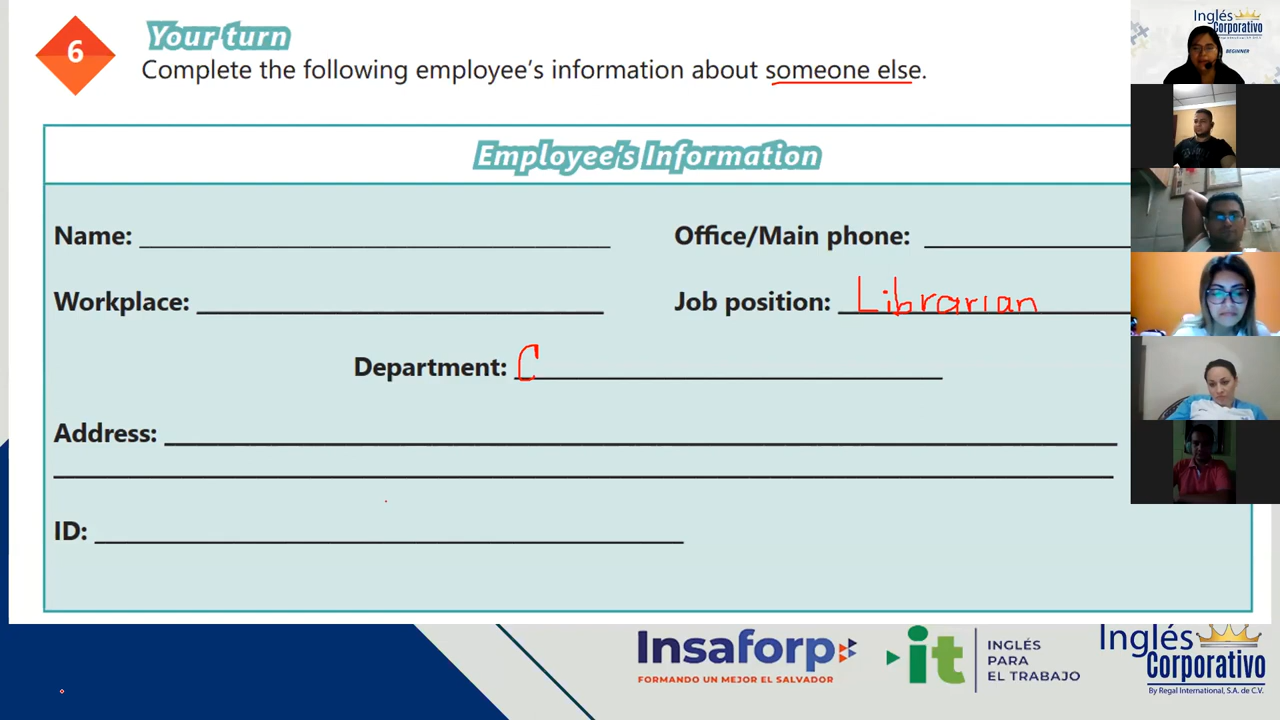 6
Your turn
Complete the following employee's information about someone else.
Employee's Information
Name:
Office/Main phone:
Workplace:
Job position: Librarian
Department: C
Address:
ID:
Inglés
Corporativo
BEGINNER
Insaforp
FORMANDO UN MEJOR EL SALVADOR
it
INGLÉS
PARA
EL TRABAJO
Inglés
Corporativo
By Regal International, S.A. de C.V.